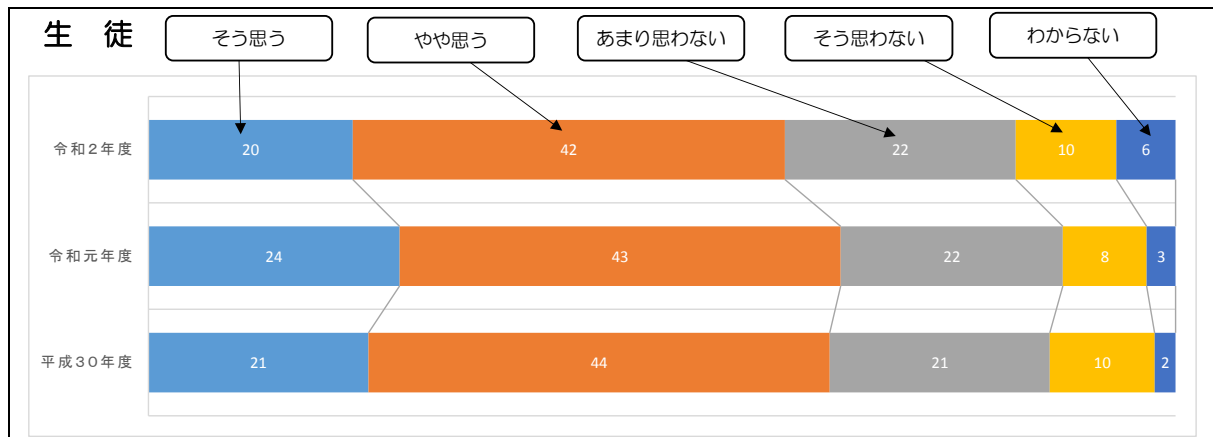 生 徒
そう思う
やや思う
あまり思わない
そう思わない
わからない
令和２年度
20
42
22
10
6
令和元年度
24
43
22
8
3
平成３０年度
21
44
21
10
2